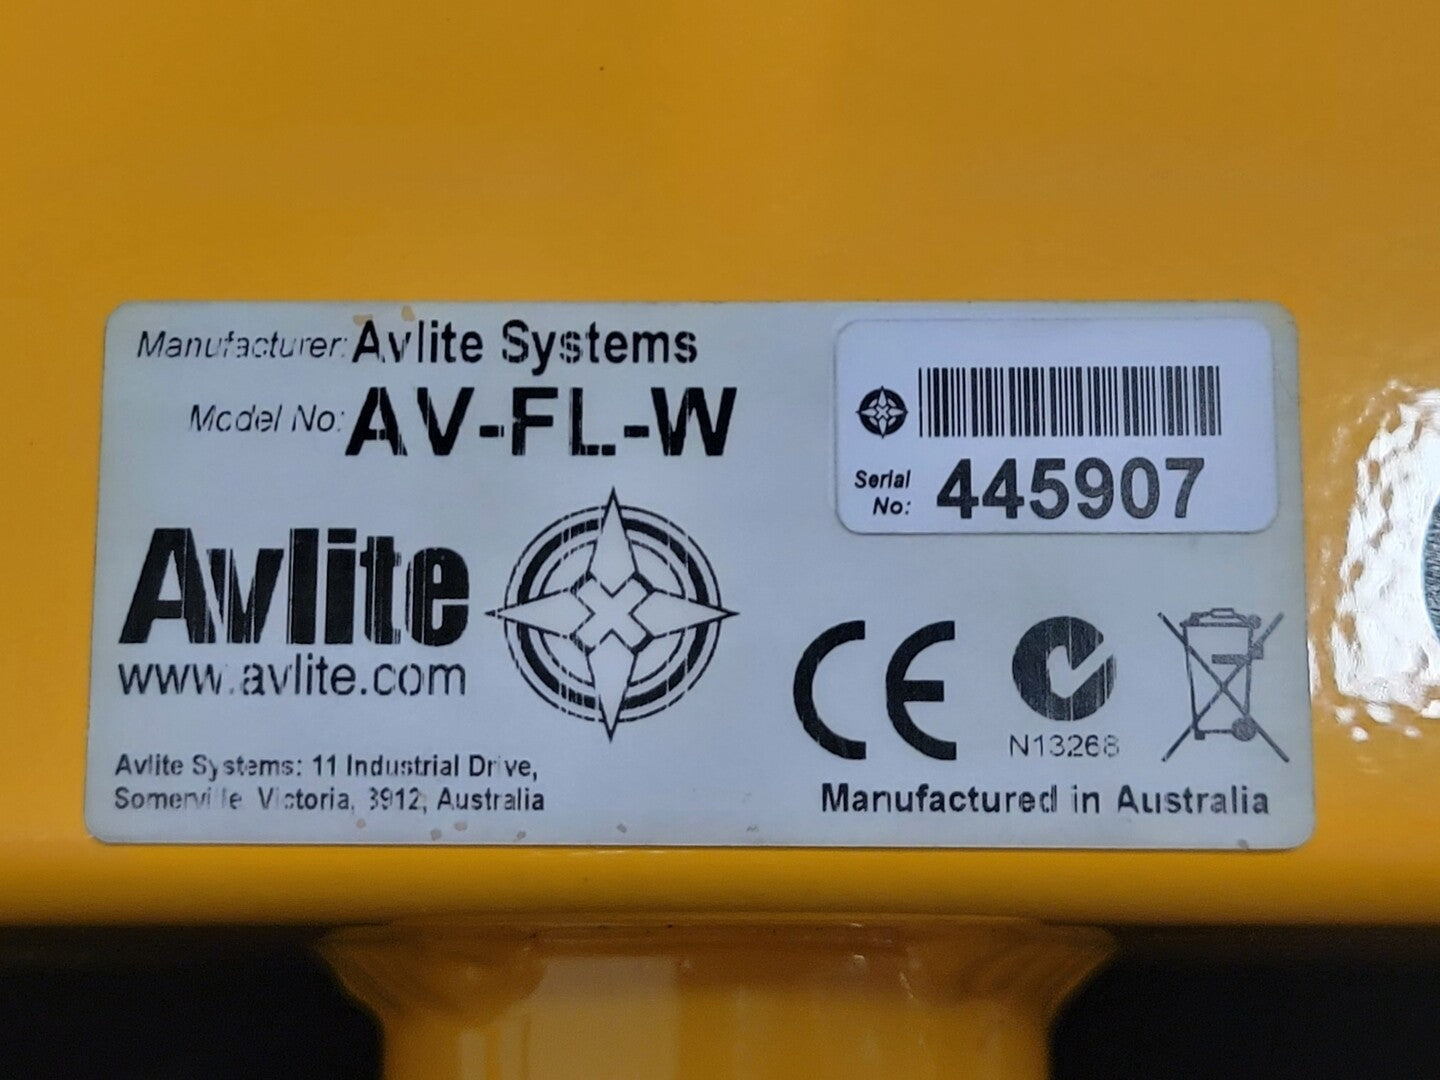 Manufacturer: Avlite Systems
Model No: AV-FL-W
Serial No: 445907
Avlite
www.avlite.com
CE
N13268
Avlite Systems: 11 Industrial Drive,
Somerville Victoria, 3912, Australia
Manufactured in Australia